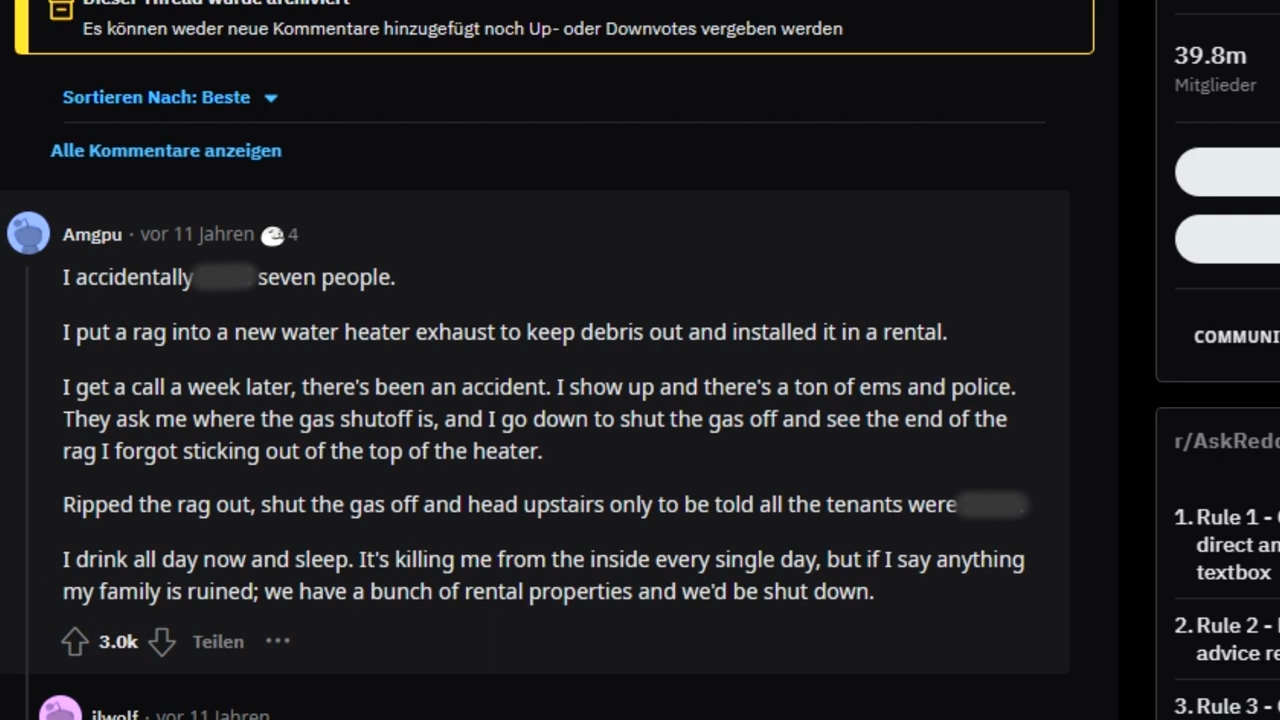 Dieser Thread wurde archiviert
Es können weder neue Kommentare hinzugefügt noch Up- oder Downvotes vergeben werden
Sortieren Nach: Beste
Alle Kommentare anzeigen
Amgpu · vor 11 Jahren 4
I accidentally seven people.
I put a rag into a new water heater exhaust to keep debris out and installed it in a rental.
I get a call a week later, there's been an accident. I show up and there's a ton of ems and police.
They ask me where the gas shutoff is, and I go down to shut the gas off and see the end of the
rag I forgot sticking out of the top of the heater.
Ripped the rag out, shut the gas off and head upstairs only to be told all the tenants were
I drink all day now and sleep. It's killing me from the inside every single day, but if I say anything
my family is ruined; we have a bunch of rental properties and we'd be shut down.
3.0k Teilen ···
ilwolf · vor 11 Jahren
39.8m
Mitglieder
COMMUNI
r/AskRedd
1. Rule 1 -
direct an
textbox
2. Rule 2 -
advice re
3. Rule 3 -